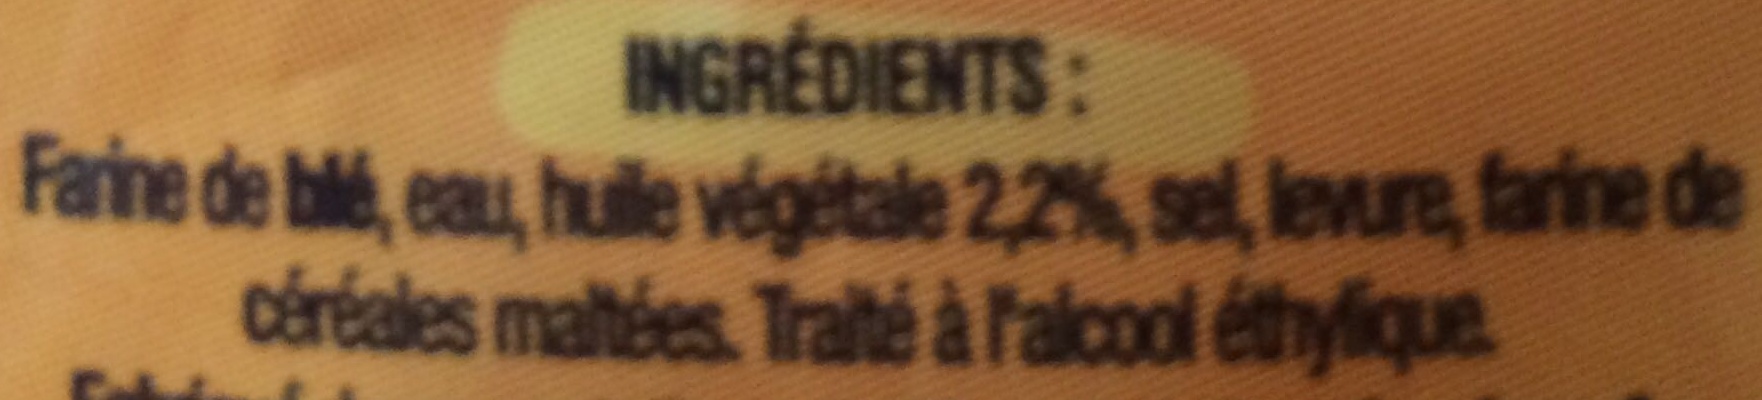 INGRÉDIENTS :
Farine de blé, eau, huile végétale 2,2%, sel, levure, farine de
céréales maltées. Traité à l'alcool éthylique.